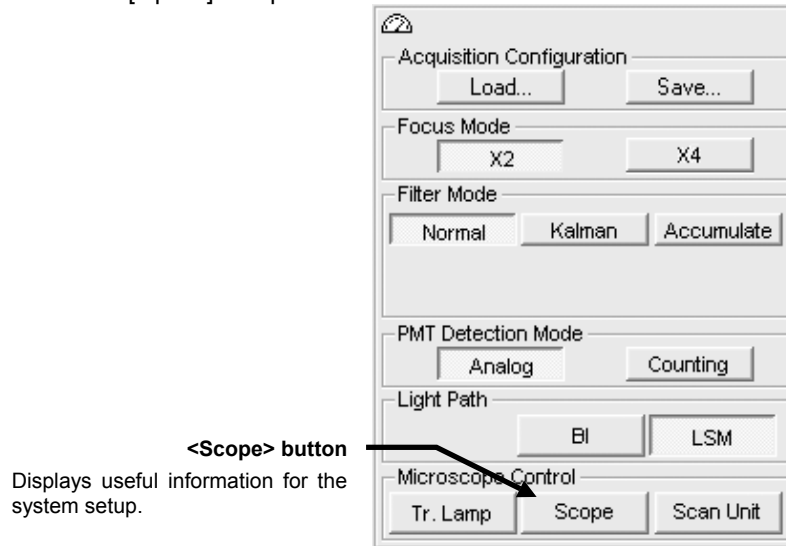 Acquisition Configuration
Load... Save...
Focus Mode
X2 X4
Filter Mode
Normal Kalman Accumulate
PMT Detection Mode
Analog Counting
Light Path
BI LSM
<Scope> button
Displays useful information for the
system setup.
Microscope Control
Tr. Lamp Scope Scan Unit